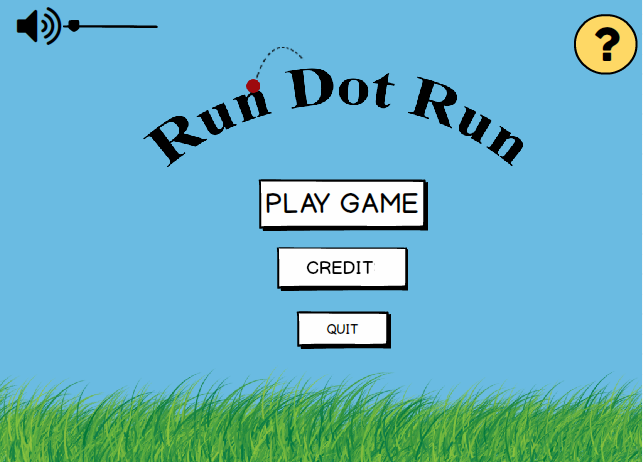 ?
Run Dot Run
PLAY GAME
CREDIT
QUIT